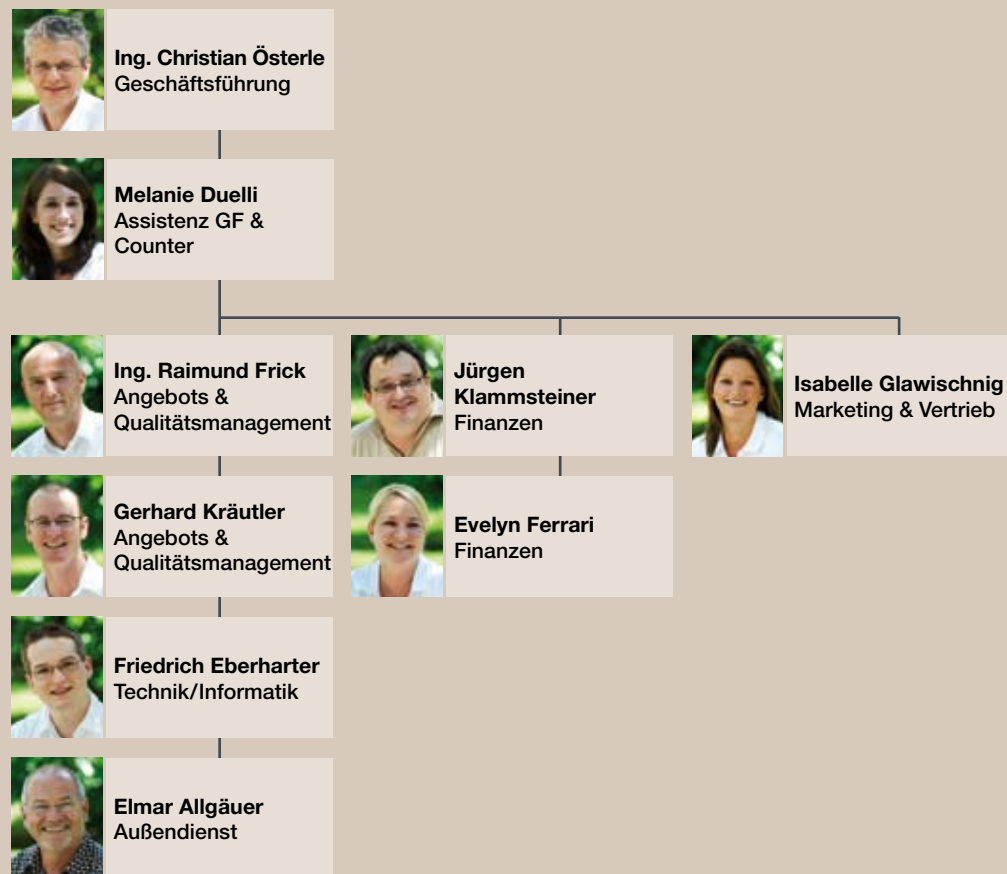 Ing. Christian Österle
Geschäftsführung
Melanie Duelli
Assistenz GF &
Counter
Ing. Raimund Frick
Angebots &
Qualitätsmanagement
Jürgen
Klammsteiner
Finanzen
Isabelle Glawischnig
Marketing & Vertrieb
Gerhard Kräutler
Angebots &
Qualitätsmanagement
Evelyn Ferrari
Finanzen
Friedrich Eberharter
Technik/Informatik
Elmar Allgäuer
Außendienst